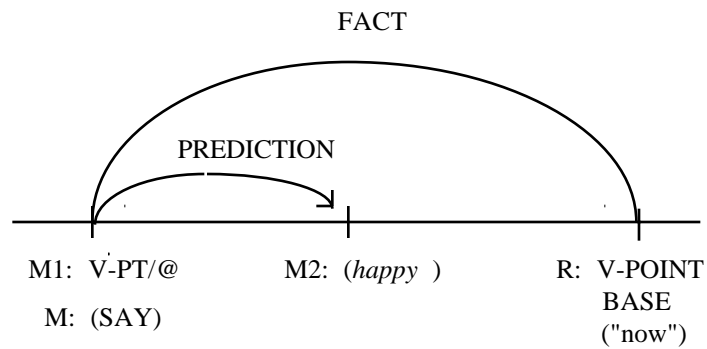 FACT
PREDICTION
M1: V-PT/@ M2: (happy ) R: V-POINT
BASE
M: (SAY)
("now")